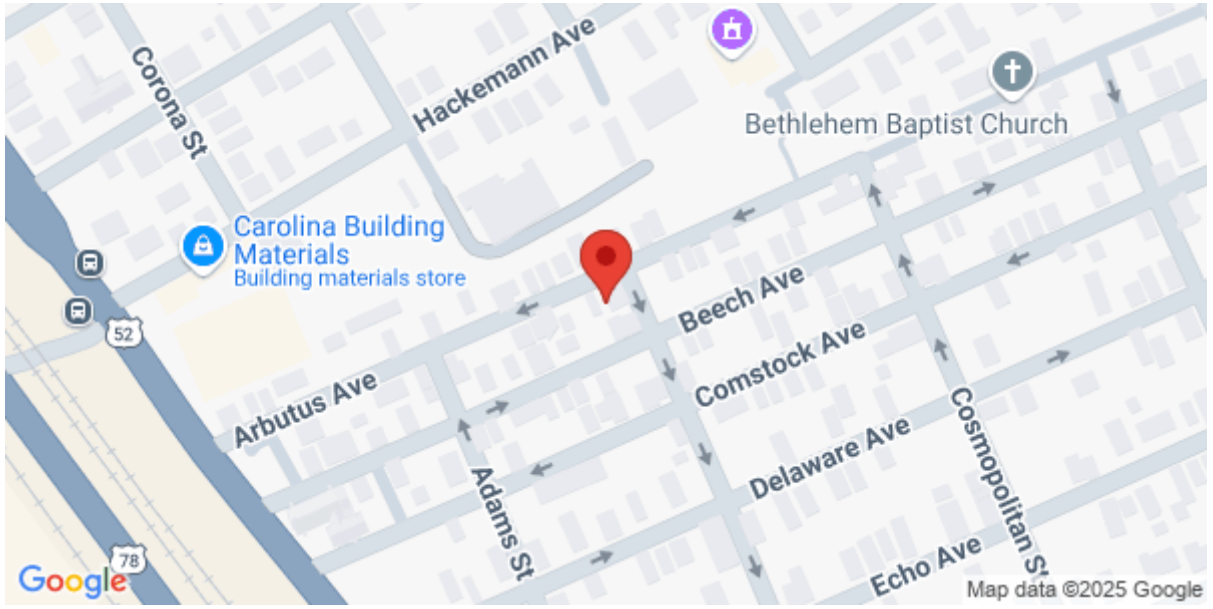 Corona St
Hackemann Ave
Bethlehem Baptist Church
Carolina Building
Materials
Building materials store
52
Beech Ave
Comstock Ave
Arbutus Ave
Cosmopolitan St
Delaware Ave
Adams St
Echo Ave
78
Google
Map data ©2025 Google